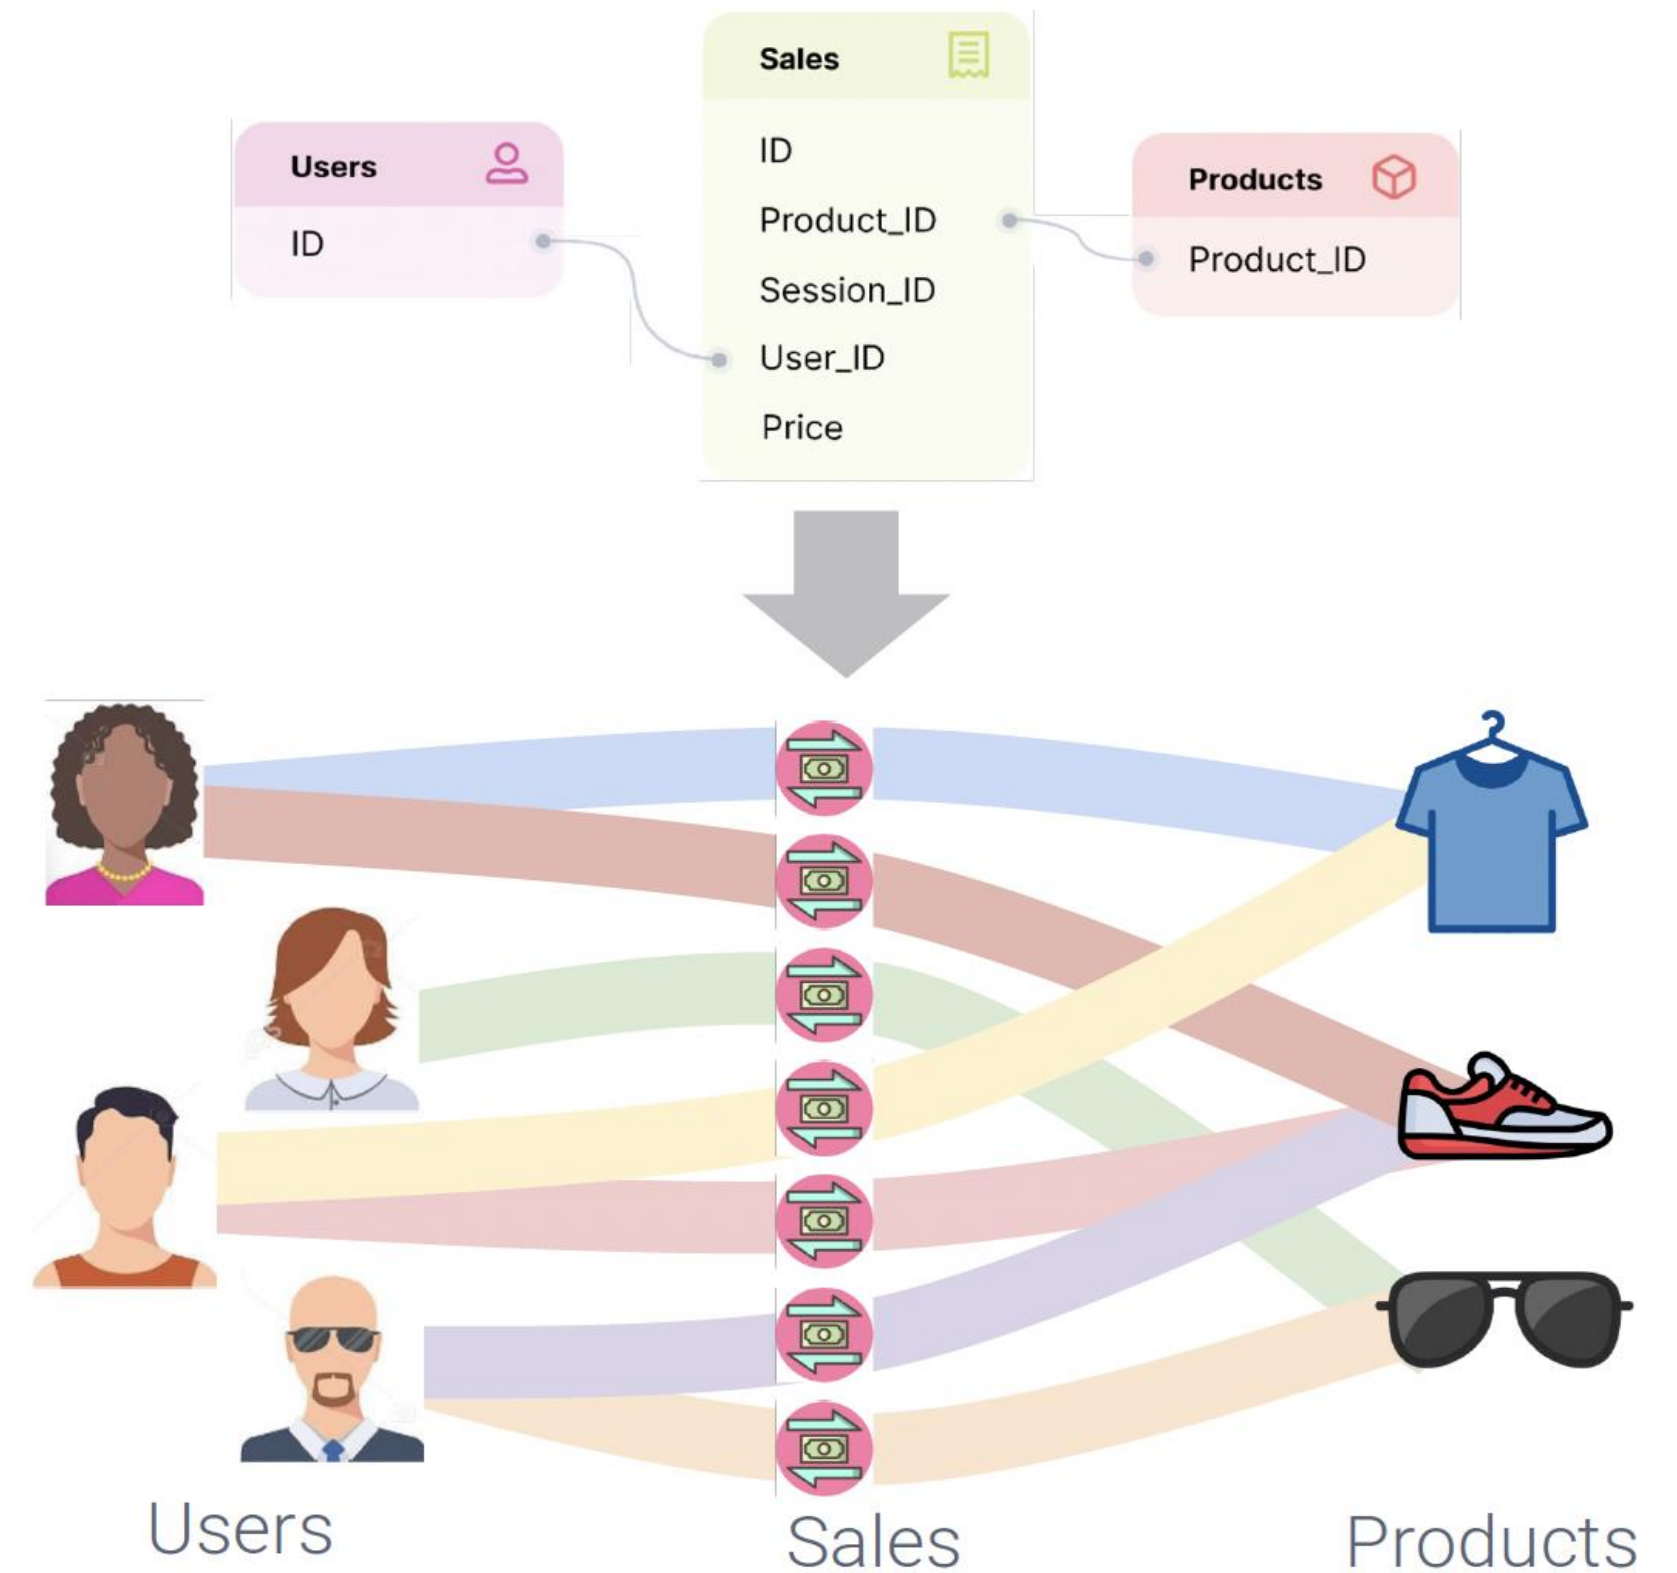 Sales
ID
Product_ID
Session_ID
User_ID
Price
Users
ID
Products
Product_ID
Users
Sales
Products